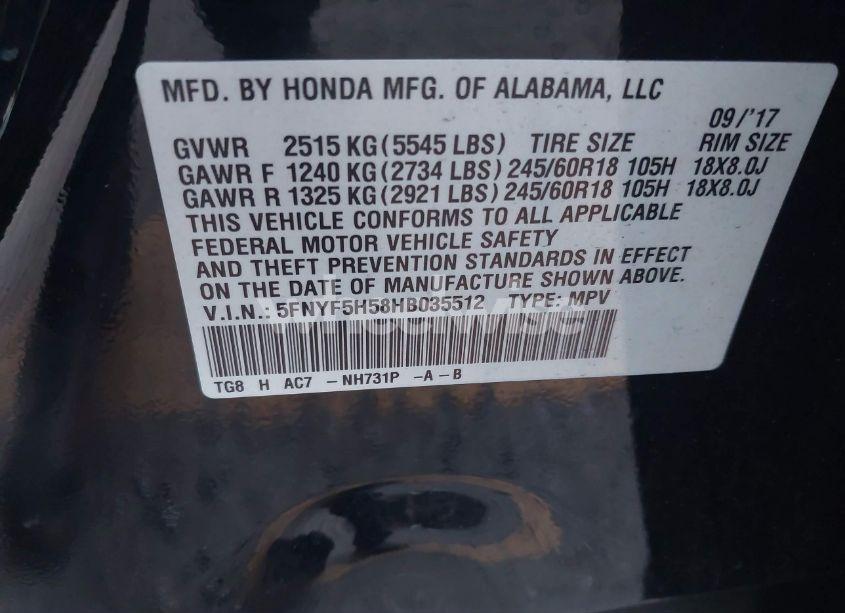 MFD. BY HONDA MFG. OF ALABAMA, LLC
09/'17
GVWR 2515 KG (5545 LBS) TIRE SIZE RIM SIZE
GAWR F 1240 KG (2734 LBS) 245/60R18 105H 18X8.0J
GAWR R 1325 KG (2921 LBS) 245/60R18 105H 18X8.0J
THIS VEHICLE CONFORMS TO ALL APPLICABLE
FEDERAL MOTOR VEHICLE SAFETY
AND THEFT PREVENTION STANDARDS IN EFFECT
ON THE DATE OF MANUFACTURE SHOWN ABOVE.
V.I.N.: 5FNYF5H58HB035512 TYPE: MPV
TG8 H AC7 – NH731P –A – B